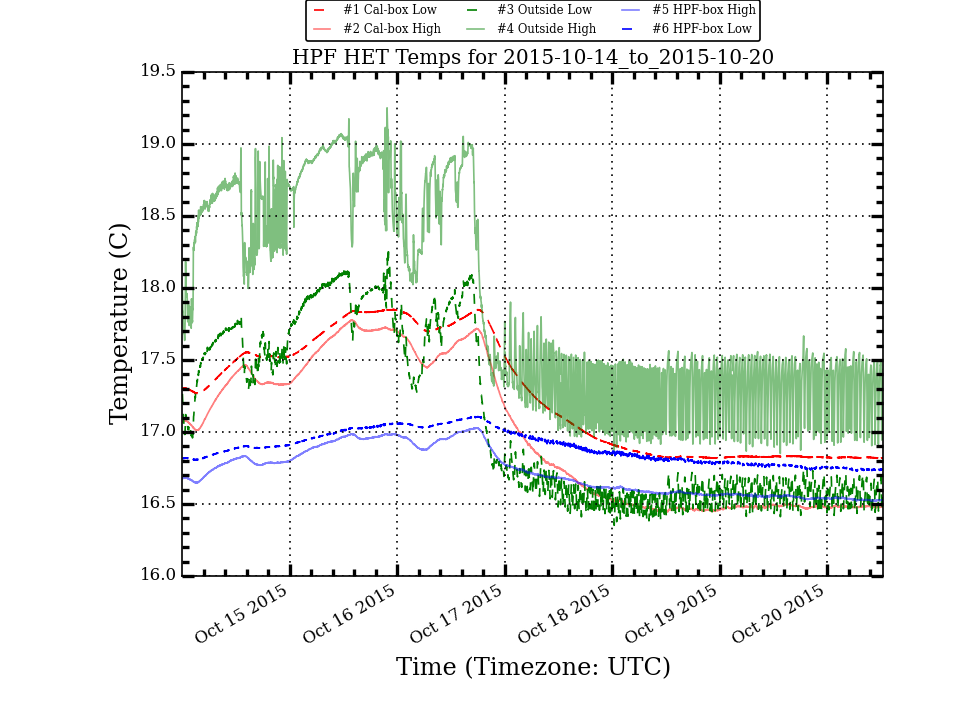 #1 Cal-box Low #3 Outside Low #5 HPF-box High
#2 Cal-box High #4 Outside High #6 HPF-box Low
HPF HET Temps for 2015-10-14_to_2015-10-20
19.5
19.0
18.5
18.0
17.5
17.0
16.5
16.0
Temperature (C)
Oct 15 2015
Oct 16 2015
Oct 17 2015
Oct 18 2015
Oct 19 2015
Oct 20 2015
Time (Timezone: UTC)